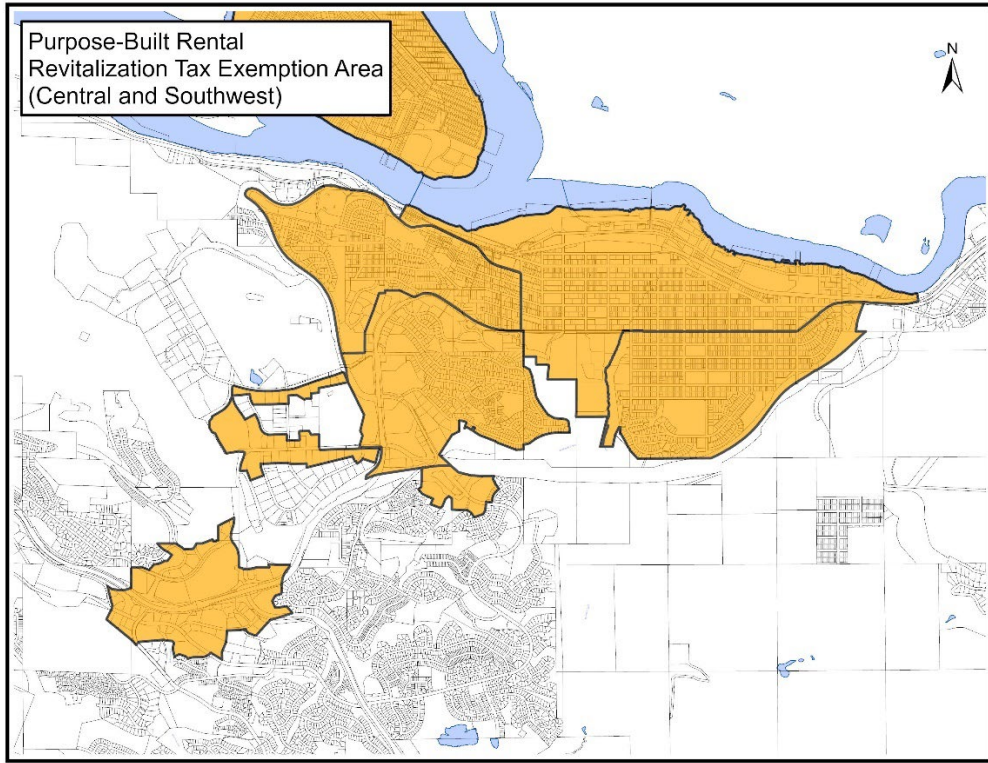 Purpose-Built Rental
Revitalization Tax Exemption Area
(Central and Southwest)
N